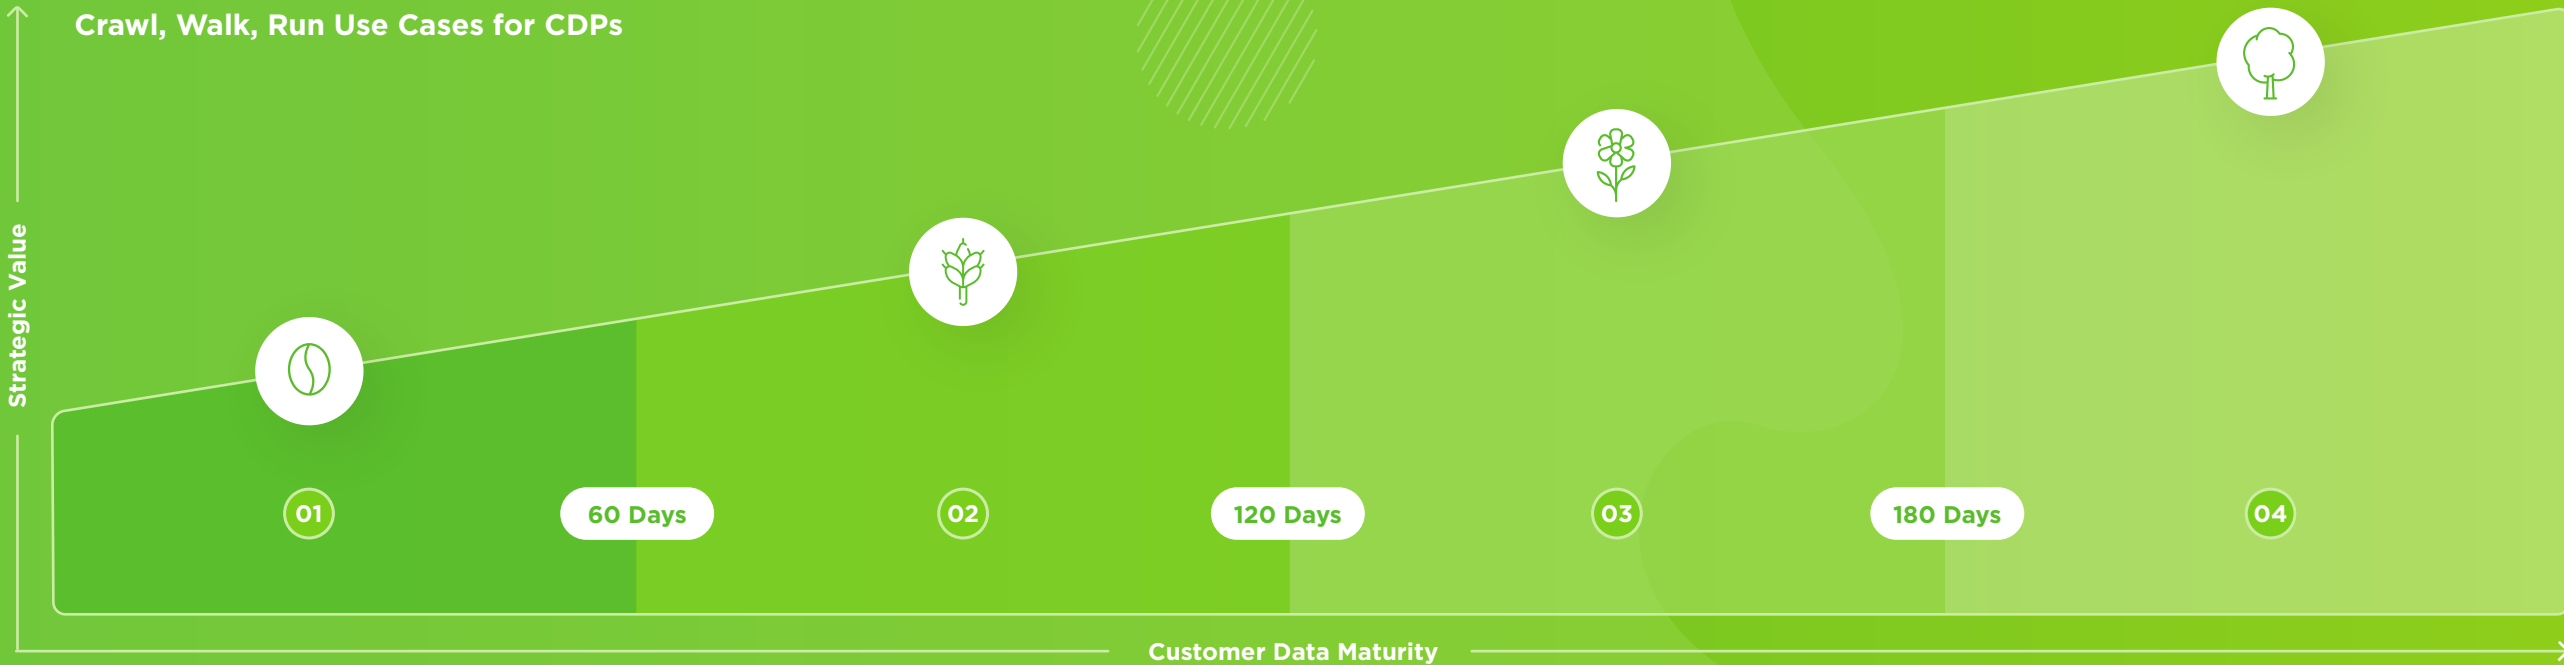 Crawl, Walk, Run Use Cases for CDPs
Strategic Value
01
60 Days
02
120 Days
03
180 Days
04
Customer Data Maturity